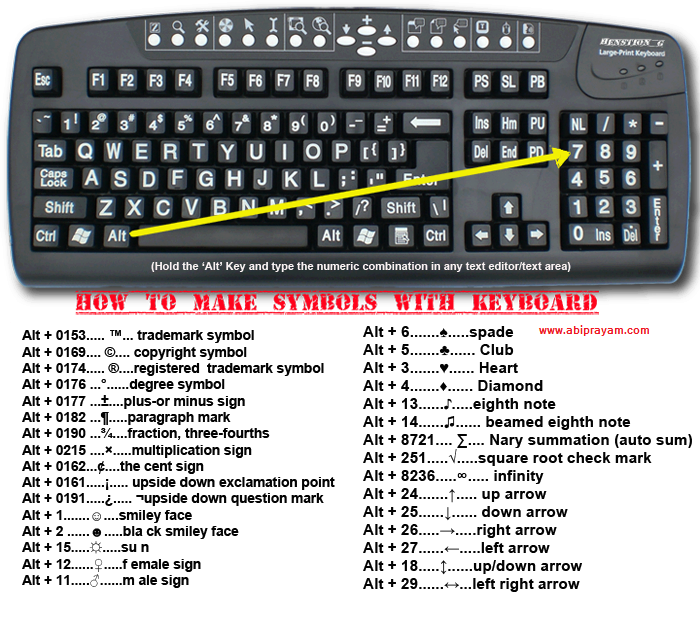 BENSTION G
Large-Print Keyboard
Esc F1 F2 F3 F4 F5 F6 F7 F8 F9 F10 F11 F12 PS SL PB
~` 1! 2@ 3# 4$ 5% 6^ 7& 8* 9( 0) -_ =+ Ins Hm PU NL / * -
Tab Q W E R T Y U I O P [{ ]} Del End PD 7 8 9 +
Caps Lock A S D F G H J K L ;: '" Enter 4 5 6
Shift Z X C V B N M /? Shift \| 1 2 3 Enter
Ctrl Alt Alt Ctrl 0 Ins Del
(Hold the ‘Alt’ Key and type the numeric combination in any text editor/text area)
HOW TO MAKE SYMBOLS WITH KEYBOARD
Alt + 0153..... ™... trademark symbol
Alt + 0169.... ©.... copyright symbol
Alt + 0174..... ®....registered trademark symbol
Alt + 0176 ...°......degree symbol
Alt + 0177 ...±....plus-or minus sign
Alt + 0182 ...¶.....paragraph mark
Alt + 0190 ...¾....fraction, three-fourths
Alt + 0215 ....×.....multiplication sign
Alt + 0162...¢....the cent sign
Alt + 0161.....¡..... upside down exclamation point
Alt + 0191.....¿..... ¬upside down question mark
Alt + 1.......☺....smiley face
Alt + 2 ......☻.....bla ck smiley face
Alt + 15.....☼.....su n
Alt + 12......♀.....f emale sign
Alt + 11.....♂......m ale sign
www.abiprayam.com
Alt + 6.......♠.....spade
Alt + 5.......♣...... Club
Alt + 3.......♥...... Heart
Alt + 4.......♦...... Diamond
Alt + 13......♪.....eighth note
Alt + 14......♫...... beamed eighth note
Alt + 8721.... ∑.... Nary summation (auto sum)
Alt + 251.....√.....square root check mark
Alt + 8236.....∞..... infinity
Alt + 24.......↑..... up arrow
Alt + 25......↓...... down arrow
Alt + 26.....→.....right arrow
Alt + 27......←.....left arrow
Alt + 18.....↕......up/down arrow
Alt + 29......↔...left right arrow